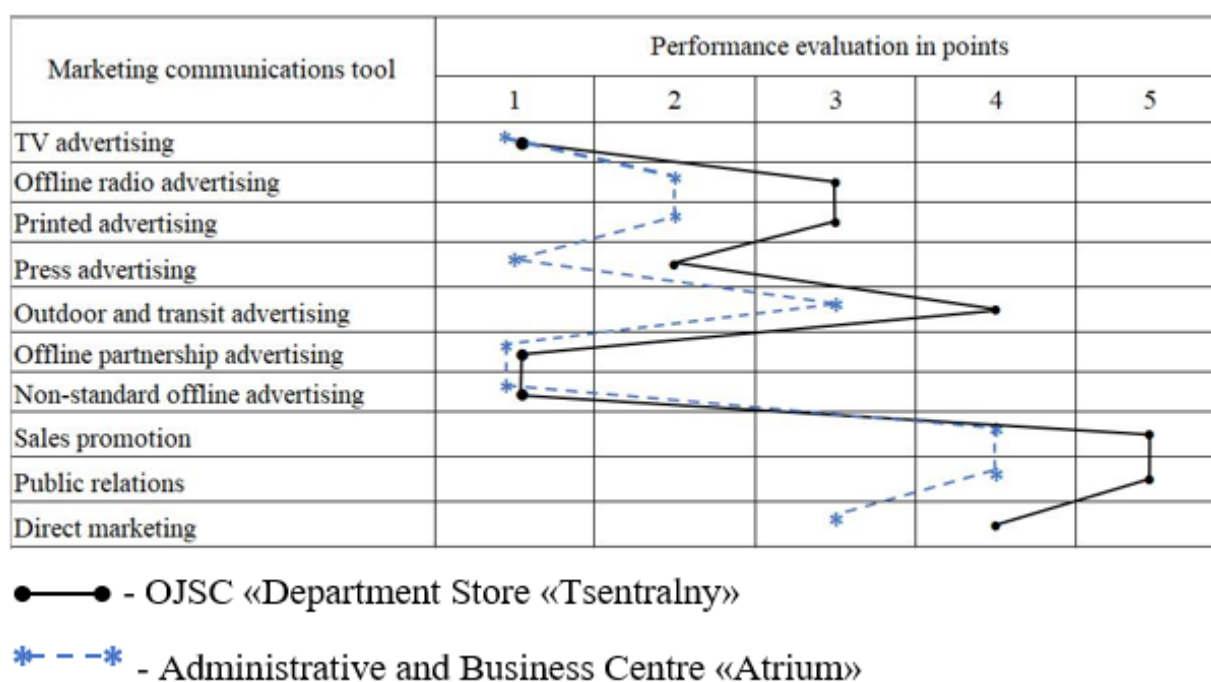 Marketing communications tool
Performance evaluation in points
1 2 3 4 5
TV advertising
Offline radio advertising
Printed advertising
Press advertising
Outdoor and transit advertising
Offline partnership advertising
Non-standard offline advertising
Sales promotion
Public relations
Direct marketing
- OJSC «Department Store «Tsentralny»
- Administrative and Business Centre «Atrium»